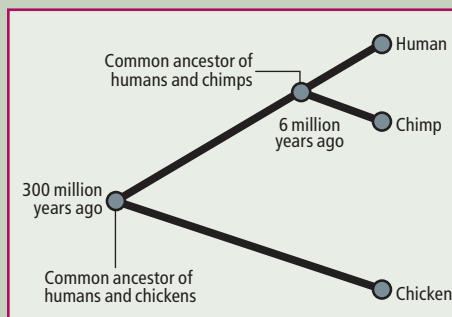 Human
Common ancestor of
humans and chimps
Chimp
6 million
years ago
300 million
years ago
Common ancestor of
humans and chickens
Chicken